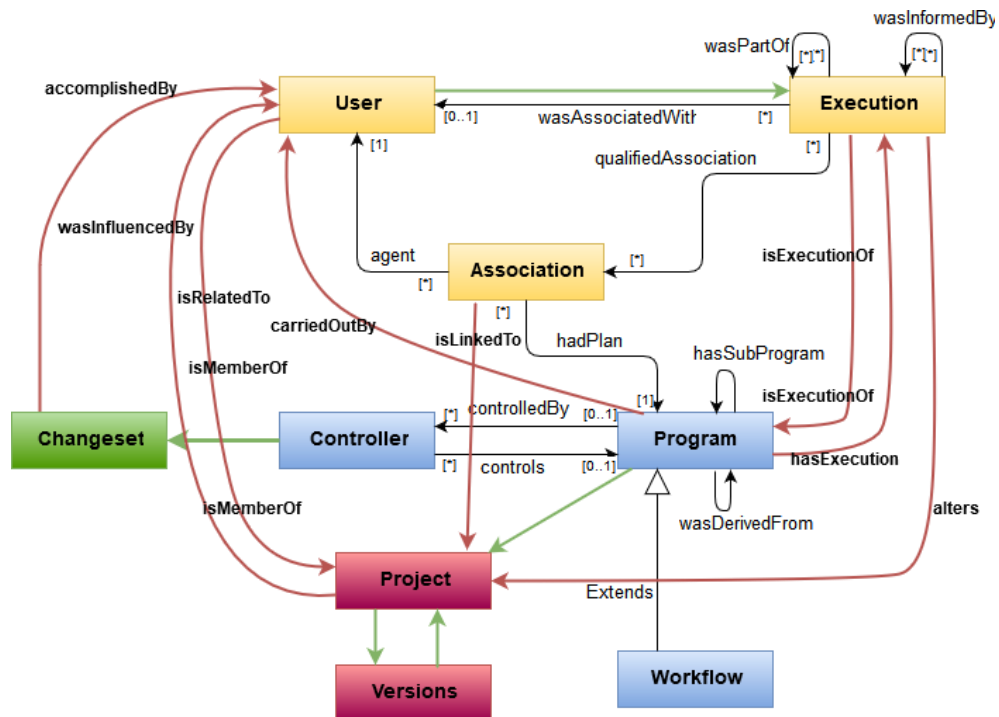 wasInformedBy
wasPartOf
[*][*]
[*][*]
accomplishedBy
User
Execution
[0..1]
wasAssociatedWith
[*]
[1]
[*]
qualifiedAssociation
wasInfluencedBy
agent
[*]
Association
[*]
[*]
isExecutionOf
isRelatedTo
carriedOutBy
isLinkedTo
hadPlan
hasSubProgram
isMemberOf
[1]
isExecutionOf
[*]
controlledBy
[0..1]
Changeset
Controller
Program
[*]
controls
[0..1]
hasExecution
isMemberOf
wasDerivedFrom
alters
Project
Extends
Versions
Workflow